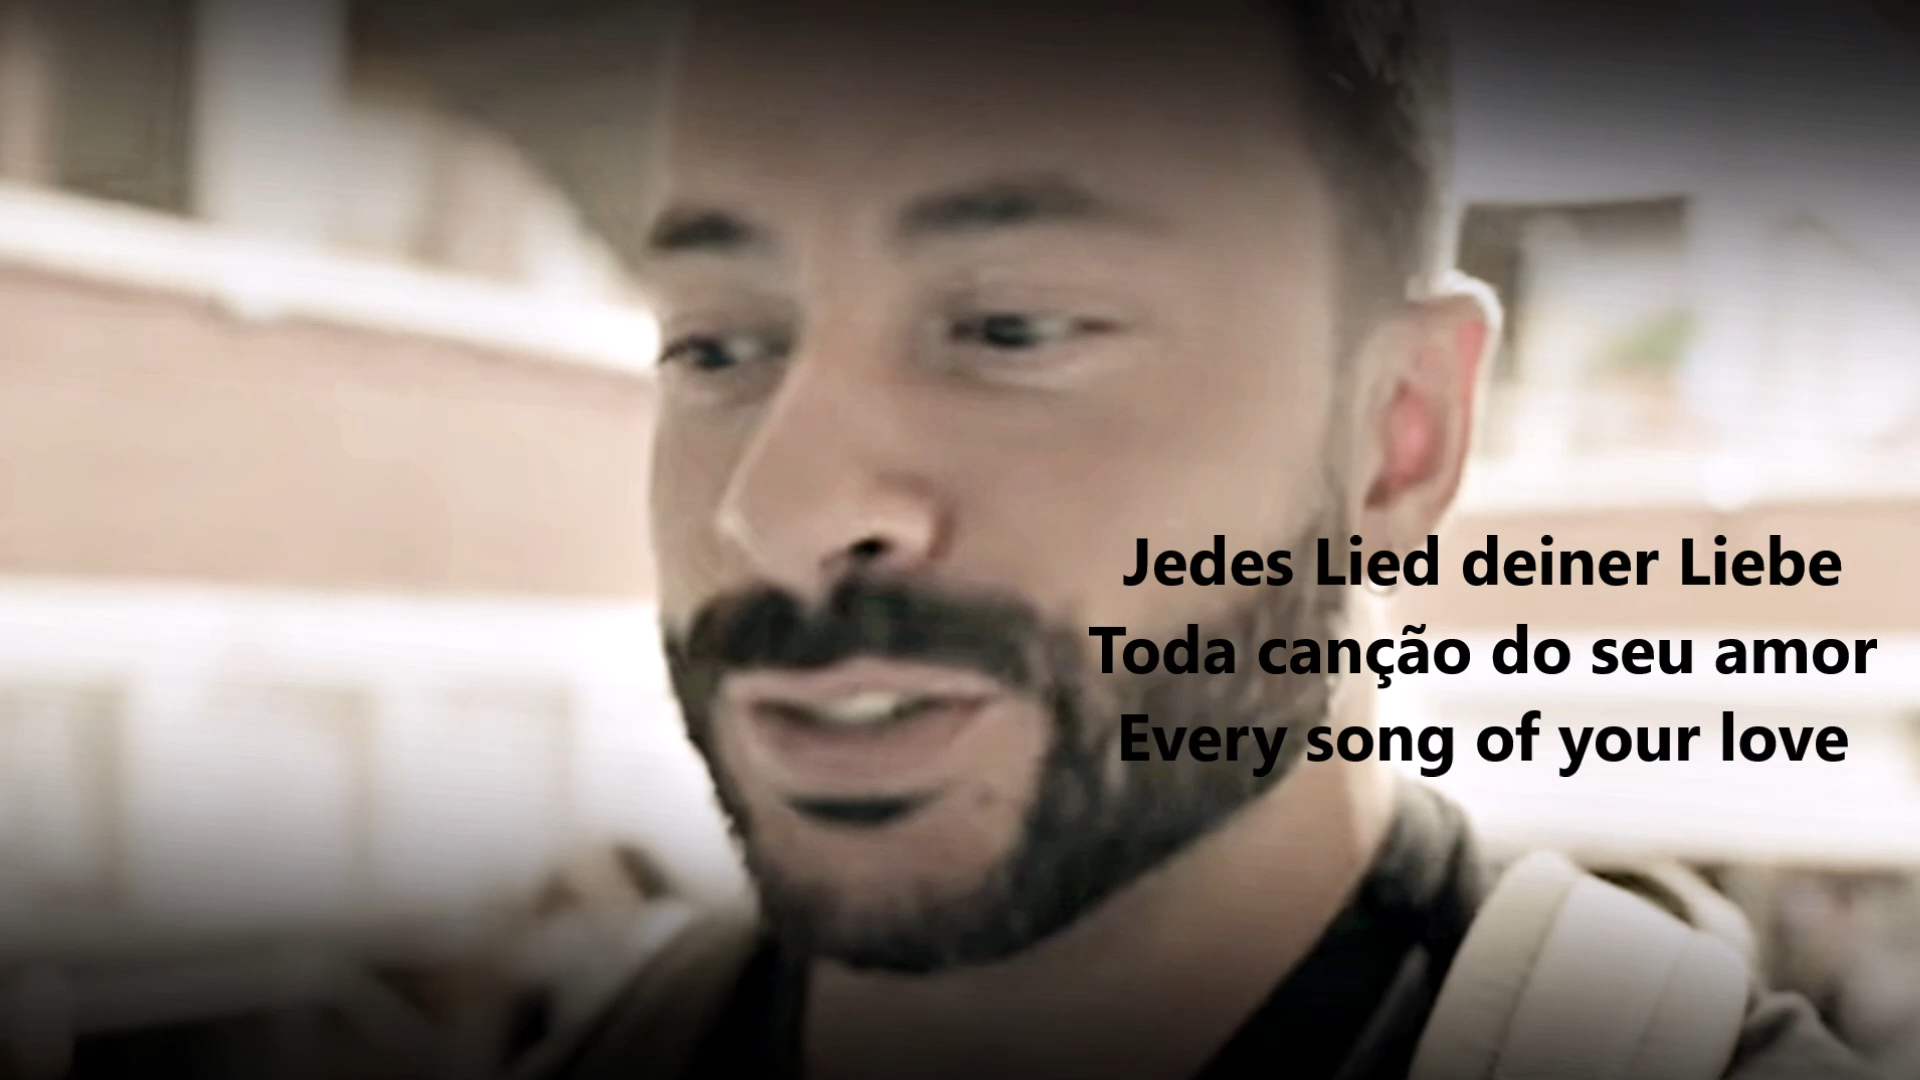 Jedes Lied deiner Liebe
Toda canção do seu amor
Every song of your love